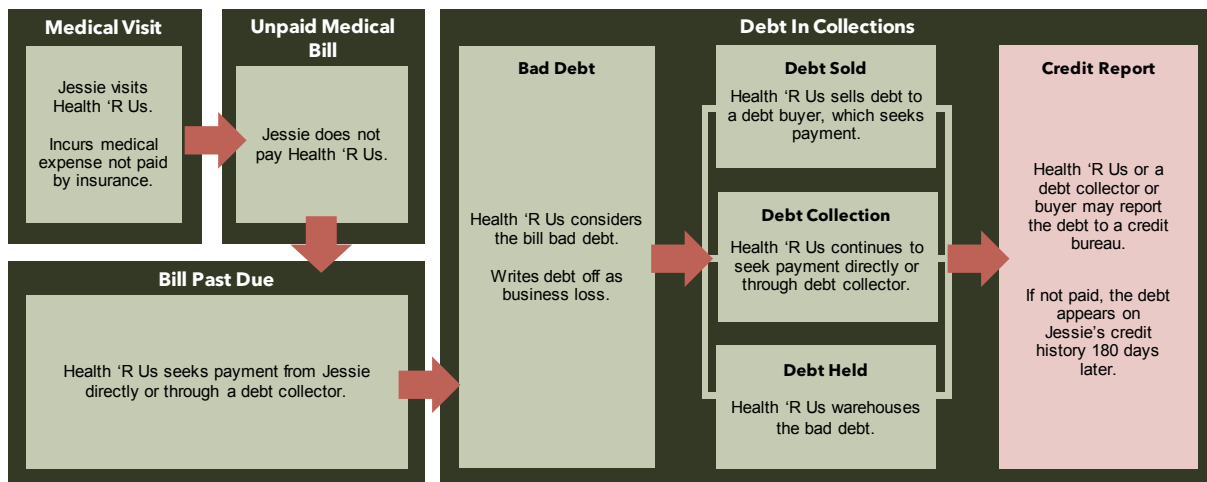 Medical Visit
Jessie visits
Health ‘R Us.
Incurs medical
expense not paid
by insurance.
Unpaid Medical
Bill
Jessie does not
pay Health ‘R Us.
Bill Past Due
Health ‘R Us seeks payment from Jessie
directly or through a debt collector.
Debt In Collections
Bad Debt
Health ‘R Us considers
the bill bad debt.
Writes debt off as
business loss.
Debt Sold
Health ‘R Us sells debt to
a debt buyer, which seeks
payment.
Debt Collection
Health ‘R Us continues to
seek payment directly or
through debt collector.
Debt Held
Health ‘R Us warehouses
the bad debt.
Credit Report
Health ‘R Us or a
debt collector or
buyer may report
the debt to a credit
bureau.
If not paid, the debt
appears on
Jessie’s credit
history 180 days
later.